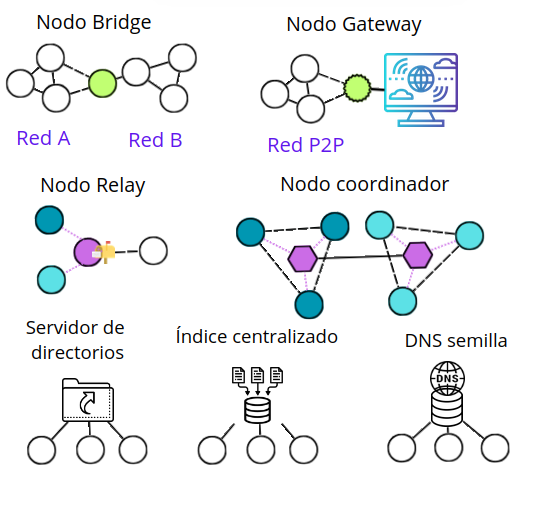 Nodo Bridge
Nodo Gateway
Red A
Red B
Red P2P
Nodo Relay
Nodo coordinador
Servidor de
directorios
Índice centralizado
DNS semilla
DNS